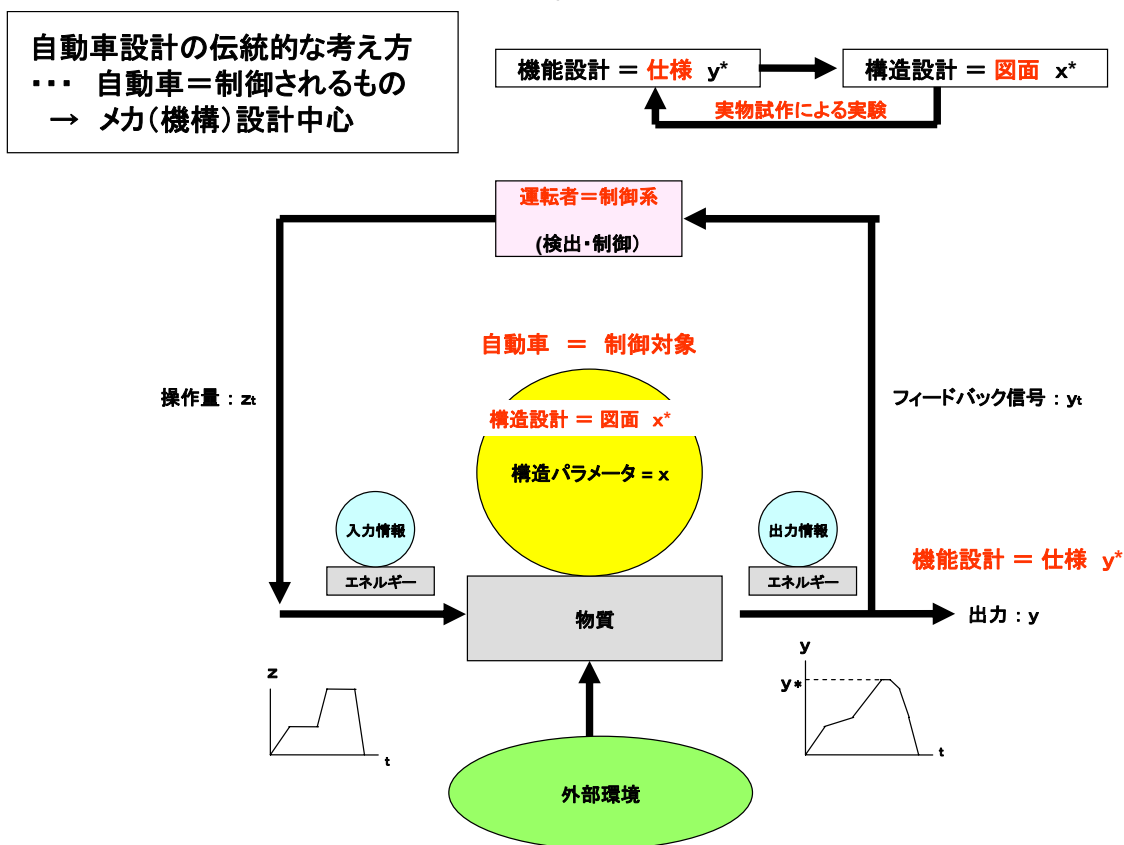 自動車設計の伝統的な考え方
・・・ 自動車＝制御されるもの
→ メカ（機構）設計中心
機能設計 ＝ 仕様 y*
構造設計 ＝ 図面 x*
実物試作による実験
運転者＝制御系
(検出・制御）
自動車 ＝ 制御対象
操作量：zt
フィードバック信号：yt
構造設計 ＝ 図面 x*
構造パラメータ = x
入力情報
出力情報
エネルギー
エネルギー
機能設計 ＝ 仕様 y*
物質
出力：y
z
t
y
y*
t
外部環境